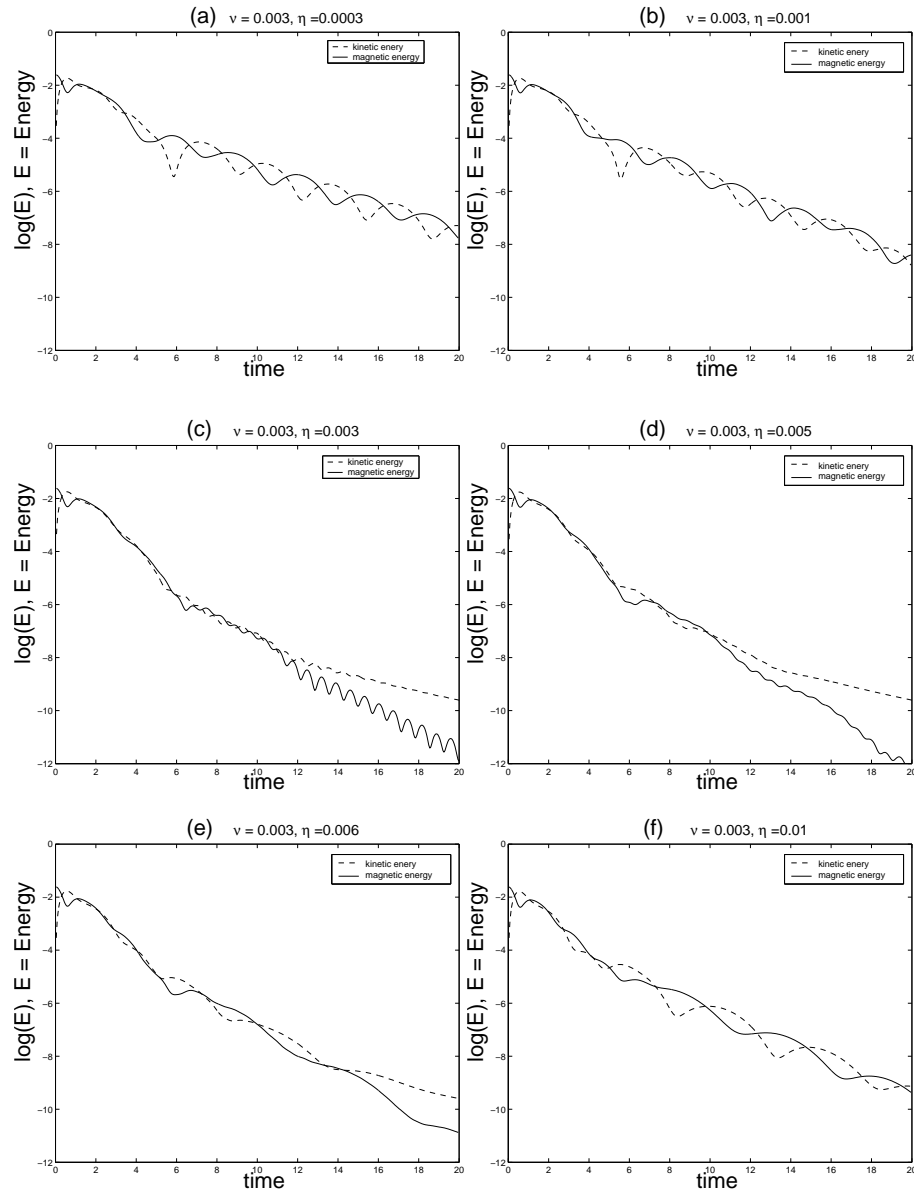 (a) ν = 0.003, η =0.0003
kinetic enery
magnetic energy
log(E), E = Energy
0
−2
−4
−6
−8
−10
−12
0 2 4 6 8 10 12 14 16 18 20
time
(b) ν = 0.003, η =0.001
kinetic enery
magnetic energy
log(E), E = Energy
0
−2
−4
−6
−8
−10
−12
0 2 4 6 8 10 12 14 16 18 20
time
(c) ν = 0.003, η =0.003
kinetic energy
magnetic energy
log(E), E = Energy
0
−2
−4
−6
−8
−10
−12
0 2 4 6 8 10 12 14 16 18 20
time
(d) ν = 0.003, η =0.005
kinetic enery
magnetic energy
log(E), E = Energy
0
−2
−4
−6
−8
−10
−12
0 2 4 6 8 10 12 14 16 18 20
time
(e) ν = 0.003, η =0.006
kinetic enery
magnetic energy
log(E), E = Energy
0
−2
−4
−6
−8
−10
−12
0 2 4 6 8 10 12 14 16 18 20
time
(f) ν = 0.003, η =0.01
kinetic enery
magnetic energy
log(E), E = Energy
0
−2
−4
−6
−8
−10
−12
0 2 4 6 8 10 12 14 16 18 20
time